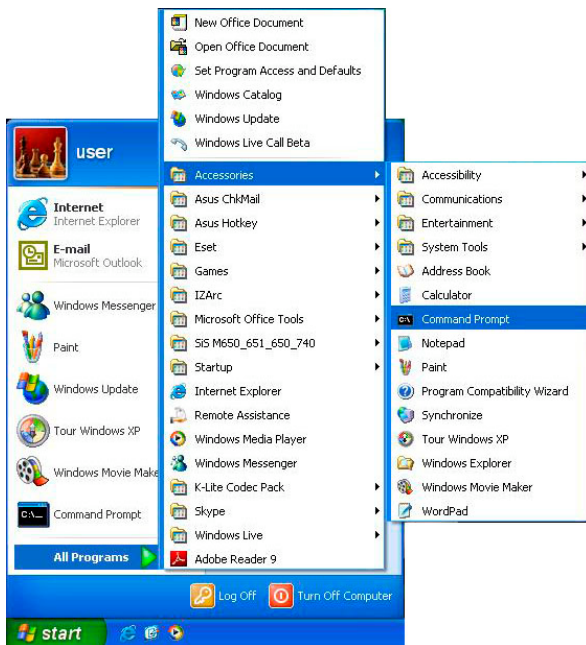 New Office Document
Open Office Document
Set Program Access and Defaults
Windows Catalog
Windows Update
Windows Live Call Beta
Accessories
Asus ChkMail
Asus Hotkey
Eset
Games
IZArc
Microsoft Office Tools
SiS M650_651_650_740
Startup
Internet Explorer
Remote Assistance
Windows Media Player
Windows Messenger
K-Lite Codec Pack
Skype
Windows Live
Adobe Reader 9
user
Internet
Internet Explorer
E-mail
Microsoft Outlook
Windows Messenger
Paint
Windows Update
Tour Windows XP
Windows Movie Make
C:\_
Command Prompt
All Programs
Accessibility
Communications
Entertainment
System Tools
Address Book
Calculator
Command Prompt
Notepad
Paint
Program Compatibility Wizard
Synchronize
Tour Windows XP
Windows Explorer
Windows Movie Maker
WordPad
Log Off
Turn Off Computer
start